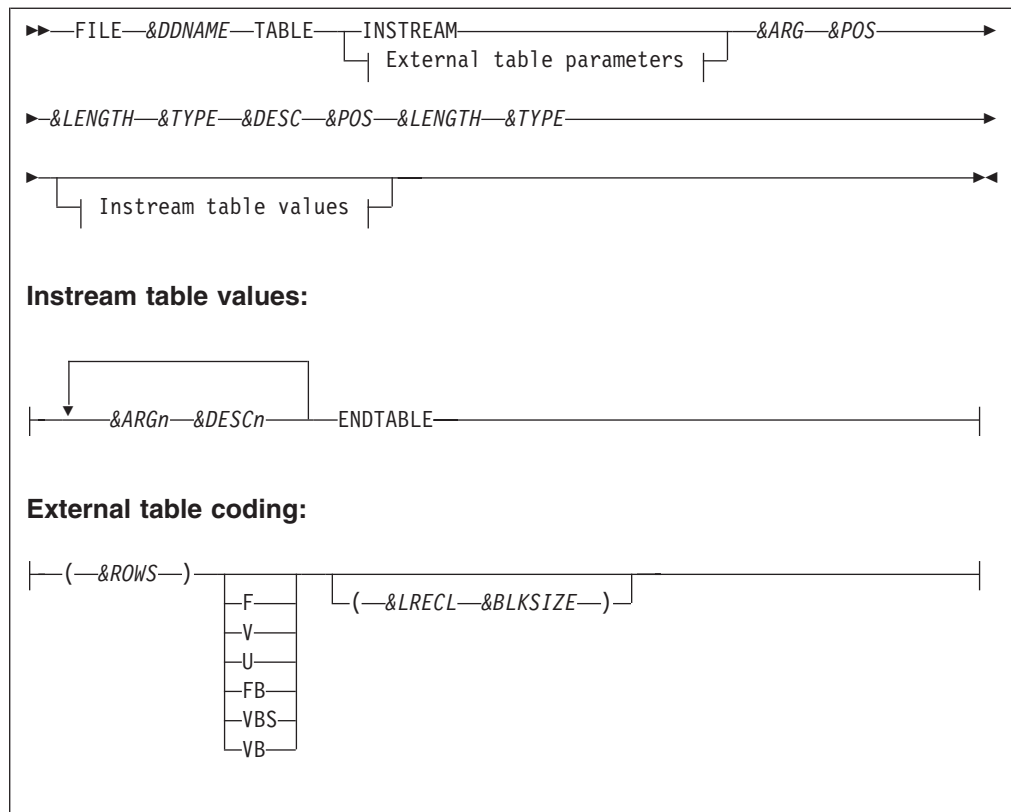 FILE &DDNAME TABLE INSTREAM &ARG &POS
External table parameters
&LENGTH &TYPE &DESC &POS &LENGTH &TYPE
Instream table values
Instream table values:
&ARGn &DESCn ENDTABLE
External table coding:
( &ROWS )
F ( &LRECL &BLKSIZE )
V
U
FB
VBS
VB